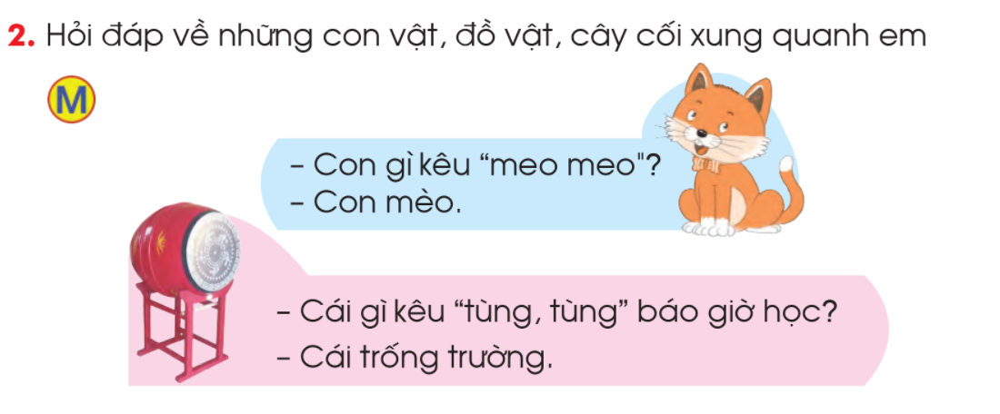 2. Hỏi đáp về những con vật, đồ vật, cây cối xung quanh em
M
– Con gì kêu “meo meo"?
– Con mèo.
– Cái gì kêu “tùng, tùng” báo giờ học?
– Cái trống trường.